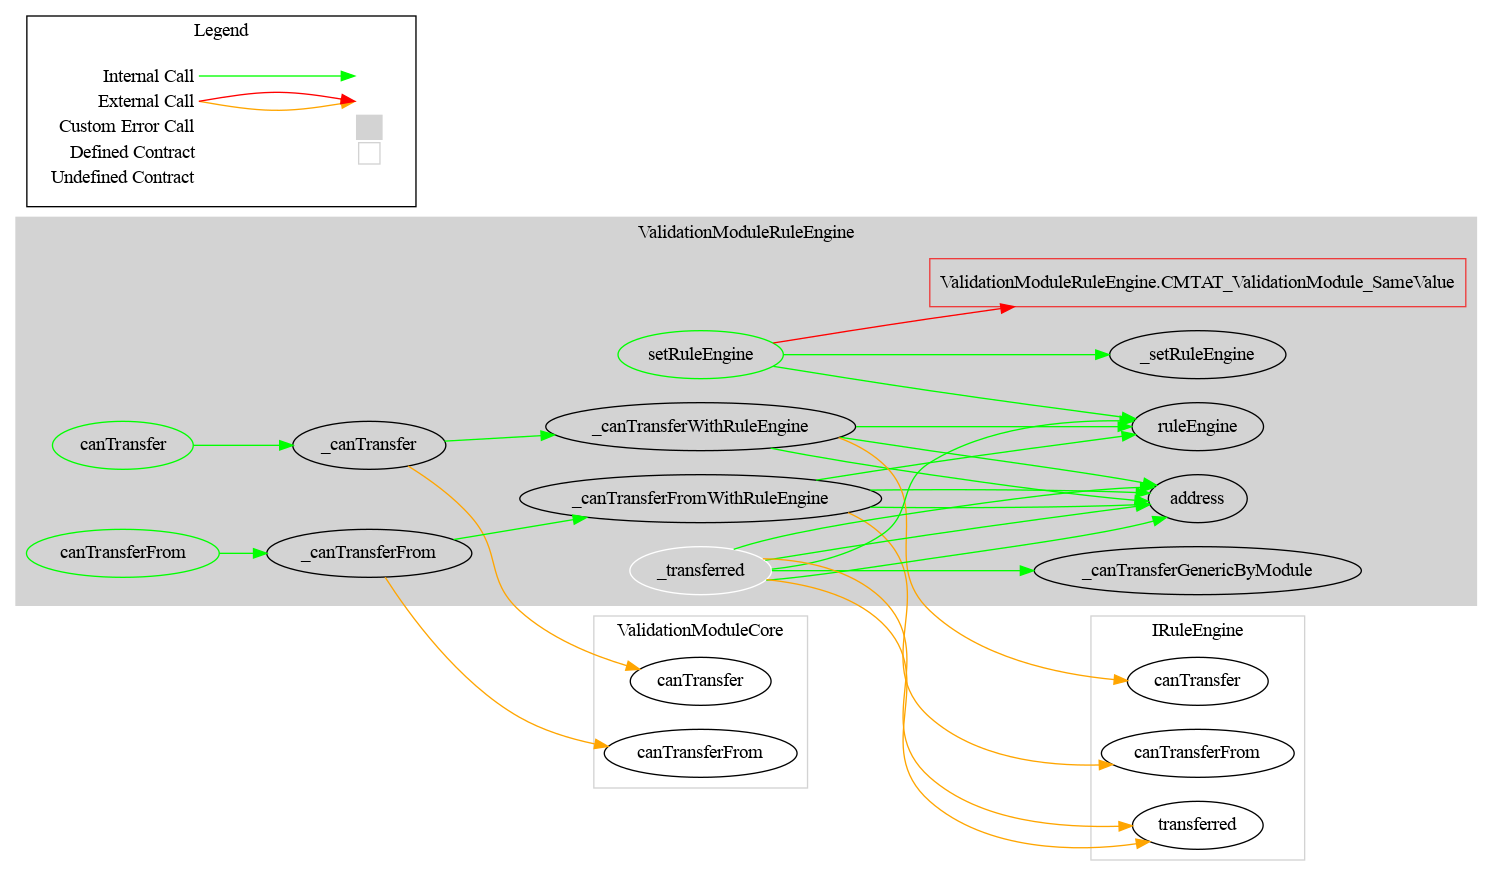 Legend
Internal Call
External Call
Custom Error Call
Defined Contract
Undefined Contract
ValidationModuleRuleEngine
ValidationModuleRuleEngine.CMTAT_ValidationModule_SameValue
setRuleEngine
_setRuleEngine
canTransfer
_canTransfer
_canTransferWithRuleEngine
ruleEngine
_canTransferFromWithRuleEngine
address
canTransferFrom
_canTransferFrom
_transferred
_canTransferGenericByModule
ValidationModuleCore
canTransfer
canTransferFrom
IRuleEngine
canTransfer
canTransferFrom
transferred